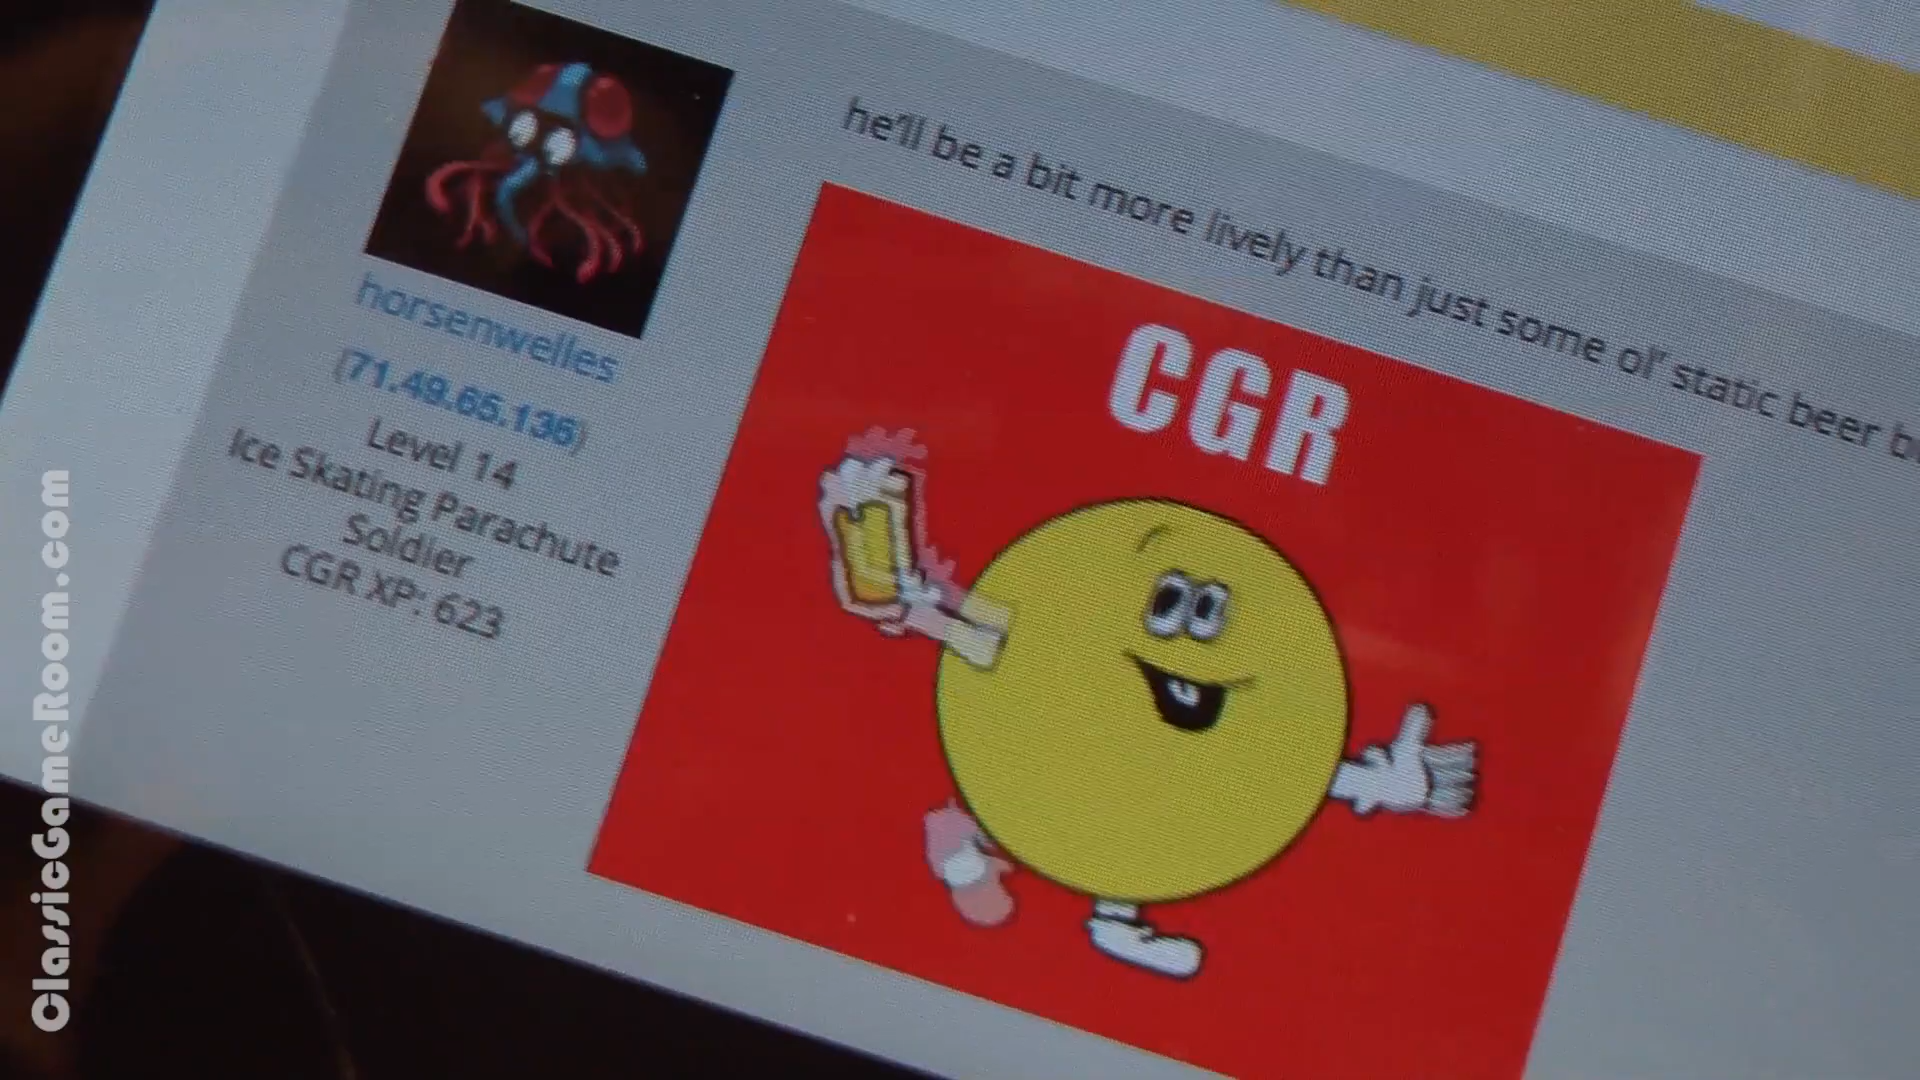 he'll be a bit more lively than just some ol' static beer
horsenwelles
(71.49.65.136)
Level 14
Ice Skating Parachute
Soldier
CGR XP: 623
CGR
ClassicGameRoom.com